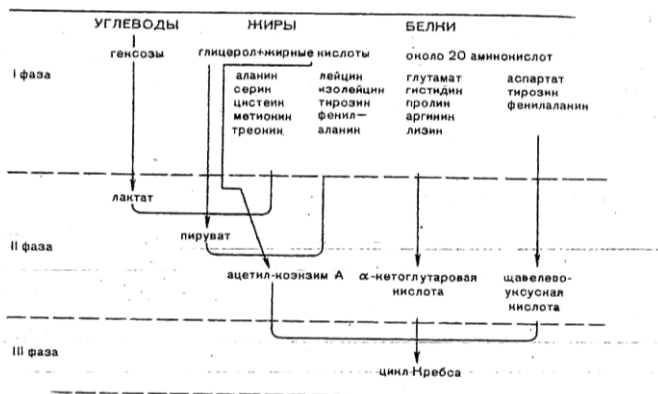 УГЛЕВОДЫ ЖИРЫ БЕЛКИ
гексозы глицерол+жирные кислоты около 20 аминокислот
I фаза
аланин лейцин глутамат аспартат
серин изолейцин гистидин тирозин
цистеин тирозин пролин фенилаланин
метионин фенил— аргинин
треонин аланин лизин
лактат
пируват
II фаза
ацетил-коэнзим А α-кетоглутаровая щавелево-
кислота уксусная
кислота
III фаза
цикл Кребса